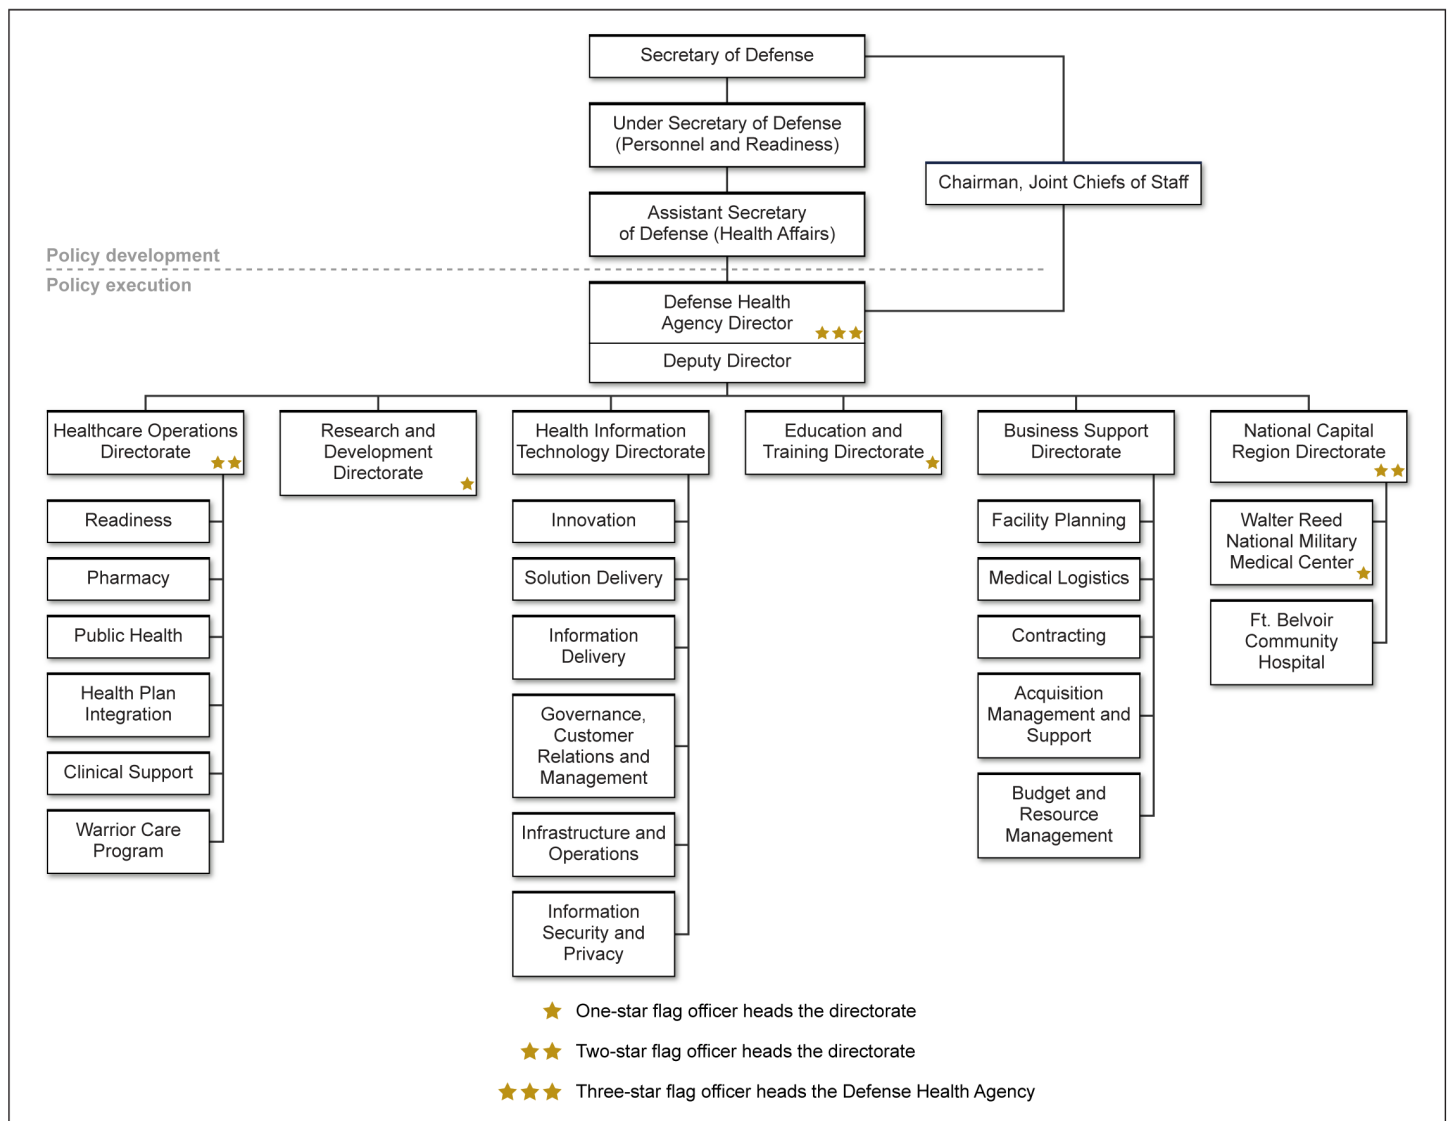 Secretary of Defense
Under Secretary of Defense
(Personnel and Readiness)
Chairman, Joint Chiefs of Staff
Assistant Secretary
of Defense (Health Affairs)
Policy development
Policy execution
Defense Health
Agency Director
Deputy Director
Healthcare Operations
Directorate
Readiness
Pharmacy
Public Health
Health Plan
Integration
Clinical Support
Warrior Care
Program
Research and
Development
Directorate
Health Information
Technology Directorate
Innovation
Solution Delivery
Information
Delivery
Governance,
Customer
Relations and
Management
Infrastructure and
Operations
Information
Security and
Privacy
Education and
Training Directorate
Business Support
Directorate
Facility Planning
Medical Logistics
Contracting
Acquisition
Management and
Support
Budget and
Resource
Management
National Capital
Region Directorate
Walter Reed
National Military
Medical Center
Ft. Belvoir
Community
Hospital
One-star flag officer heads the directorate
Two-star flag officer heads the directorate
Three-star flag officer heads the Defense Health Agency